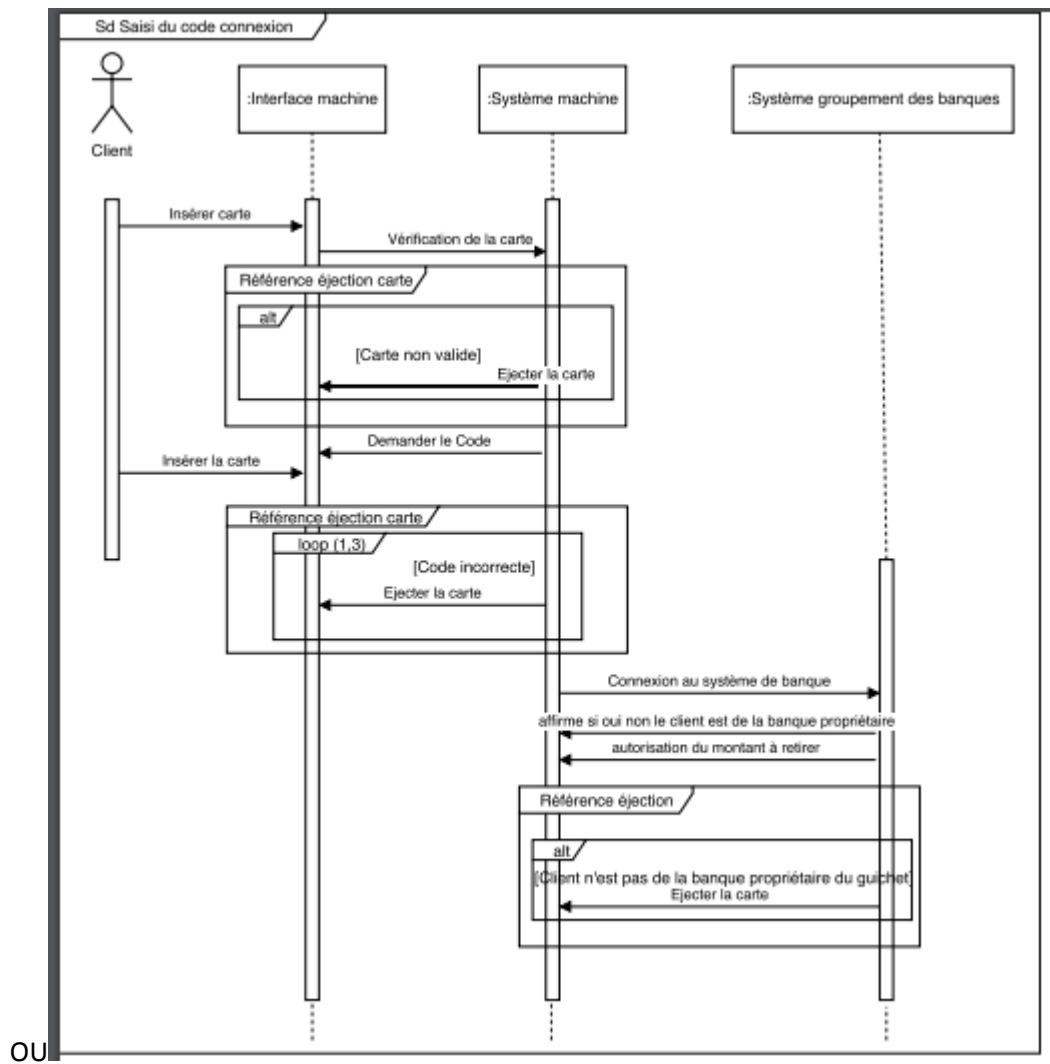 Sd Saisi du code connexion
Client
:Interface machine
:Système machine
:Système groupement des banques
Insérer carte
Vérification de la carte
Référence éjection carte
alt
[Carte non valide]
Ejecter la carte
Demander le Code
Insérer la carte
Référence éjection carte
loop (1,3)
[Code incorrecte]
Ejecter la carte
Connexion au système de banque
affirme si oui non le client est de la banque propriétaire
autorisation du montant à retirer
Référence éjection
alt
[Client n'est pas de la banque propriétaire du guichet]
Ejecter la carte
OU